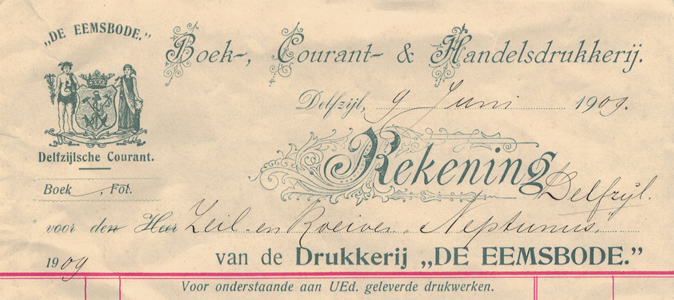 „DE EEMSBODE."
Boek-, Courant- & Handelsdrukkerij.
Delfzijl, 9 Juni 1909.
Delfzijlsche Courant.
Rekening
Boek , Fol.
Delfzijl.
voor den Heer Zeil- en Roeiver. „Neptunus"
1909 van de Drukkerij „DE EEMSBODE."
Voor onderstaande aan UEd. geleverde drukwerken.